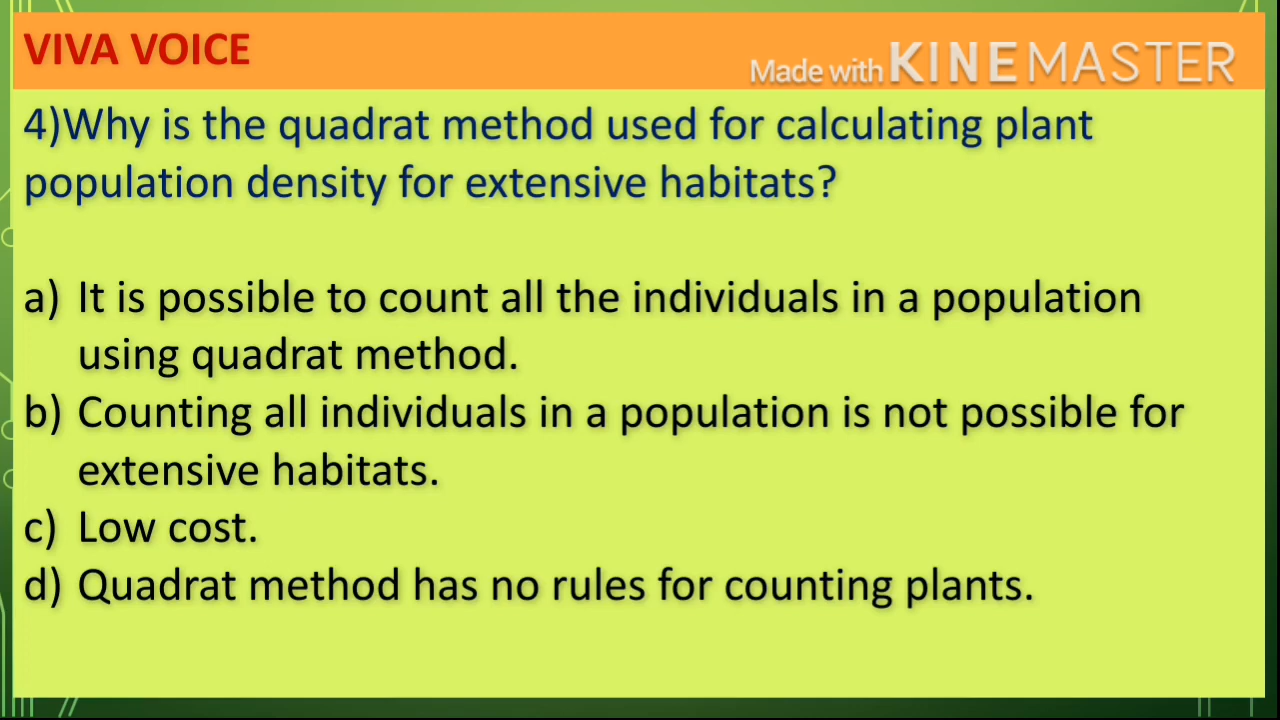 VIVA VOICE
Made with KINEMASTER
4)Why is the quadrat method used for calculating plant
population density for extensive habitats?
a) It is possible to count all the individuals in a population
using quadrat method.
b) Counting all individuals in a population is not possible for
extensive habitats.
c) Low cost.
d) Quadrat method has no rules for counting plants.